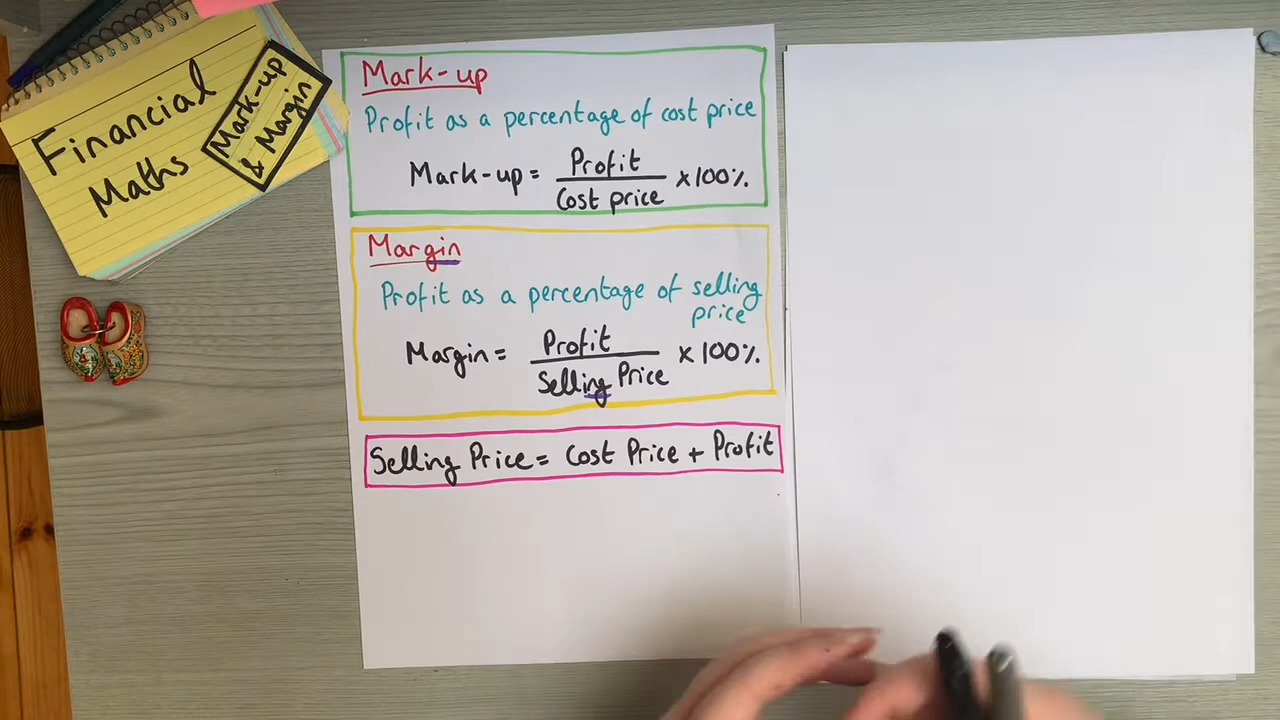 Financial
Maths
Mark-up
& Margin
Mark-up
Profit as a percentage of cost price
Mark-up = Profit / Cost price × 100%
Margin
Profit as a percentage of selling
price
Margin = Profit / Selling Price × 100%
Selling Price = Cost Price + Profit